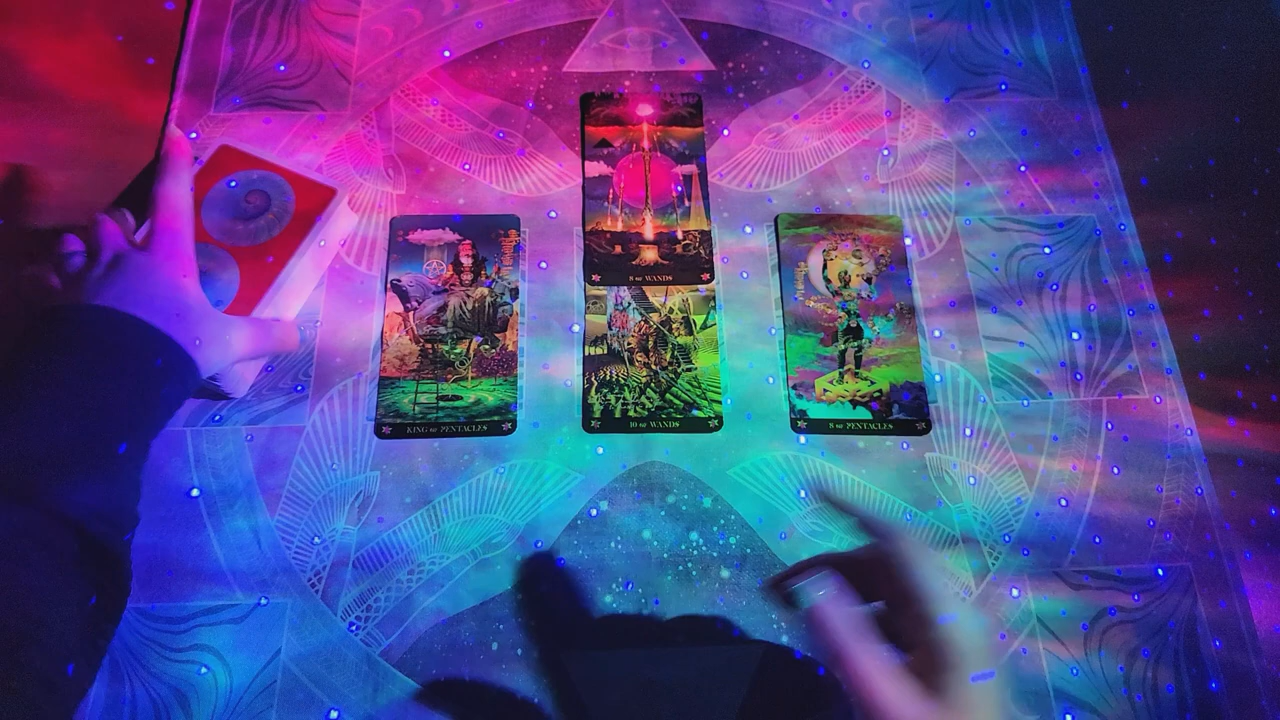 8 OF WANDS
KING OF PENTACLES
10 OF WANDS
8 OF PENTACLES